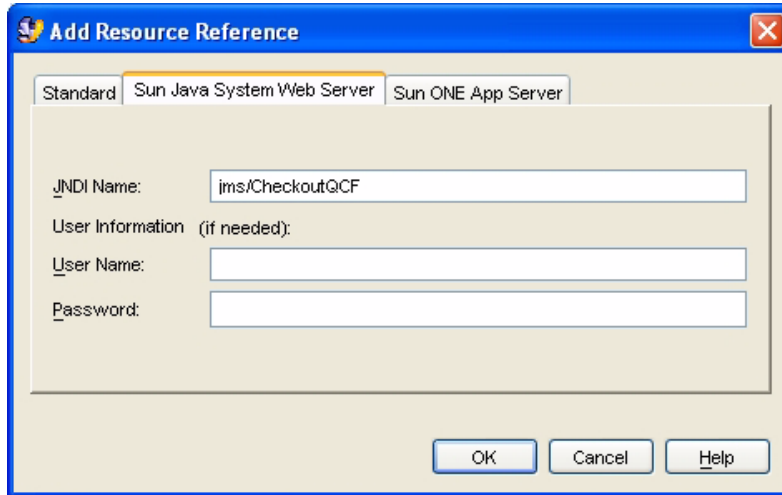 Add Resource Reference
Standard Sun Java System Web Server Sun ONE App Server
JNDI Name: jms/CheckoutQCF
User Information (if needed):
User Name:
Password:
OK Cancel Help